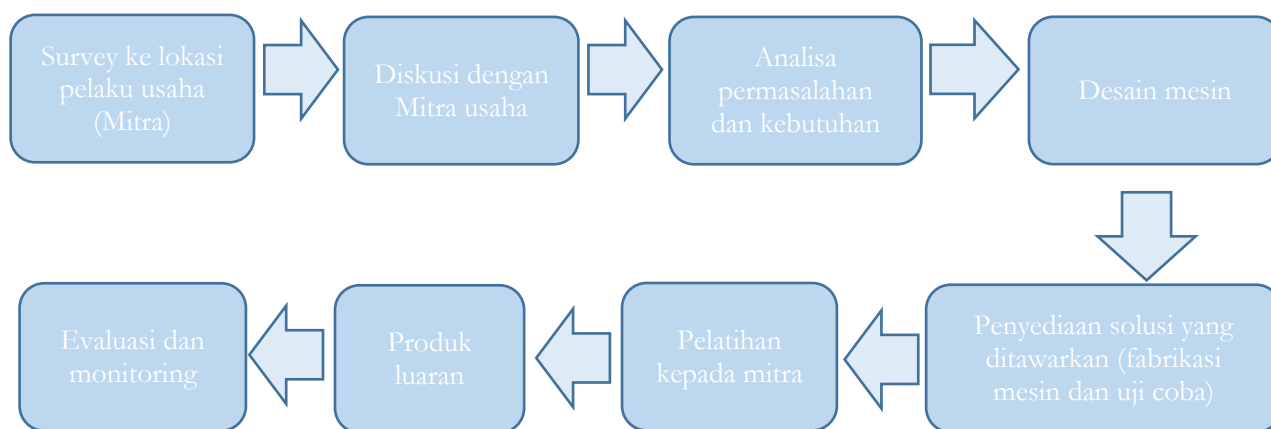 Survey ke lokasi
pelaku usaha
(Mitra)
Diskusi dengan
Mitra usaha
Analisa
permasalahan
dan kebutuhan
Desain mesin
Penyediaan solusi yang
ditawarkan (fabrikasi
mesin dan uji coba)
Pelatihan
kepada mitra
Produk
luaran
Evaluasi dan
monitoring